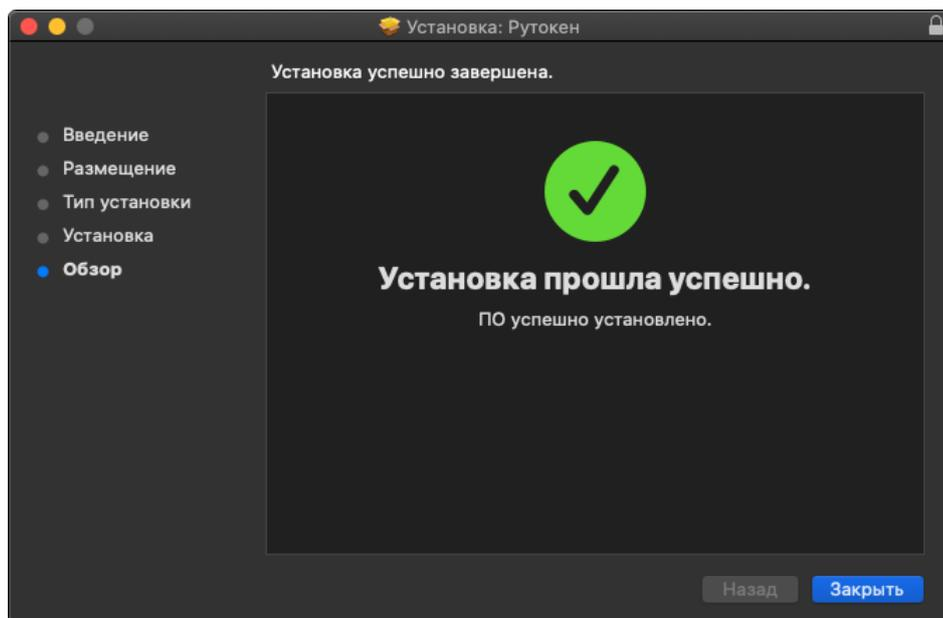 Установка: Рутокен
Установка успешно завершена.
Введение
Размещение
Тип установки
Установка
Обзор
Установка прошла успешно.
ПО успешно установлено.
Назад
Закрыть